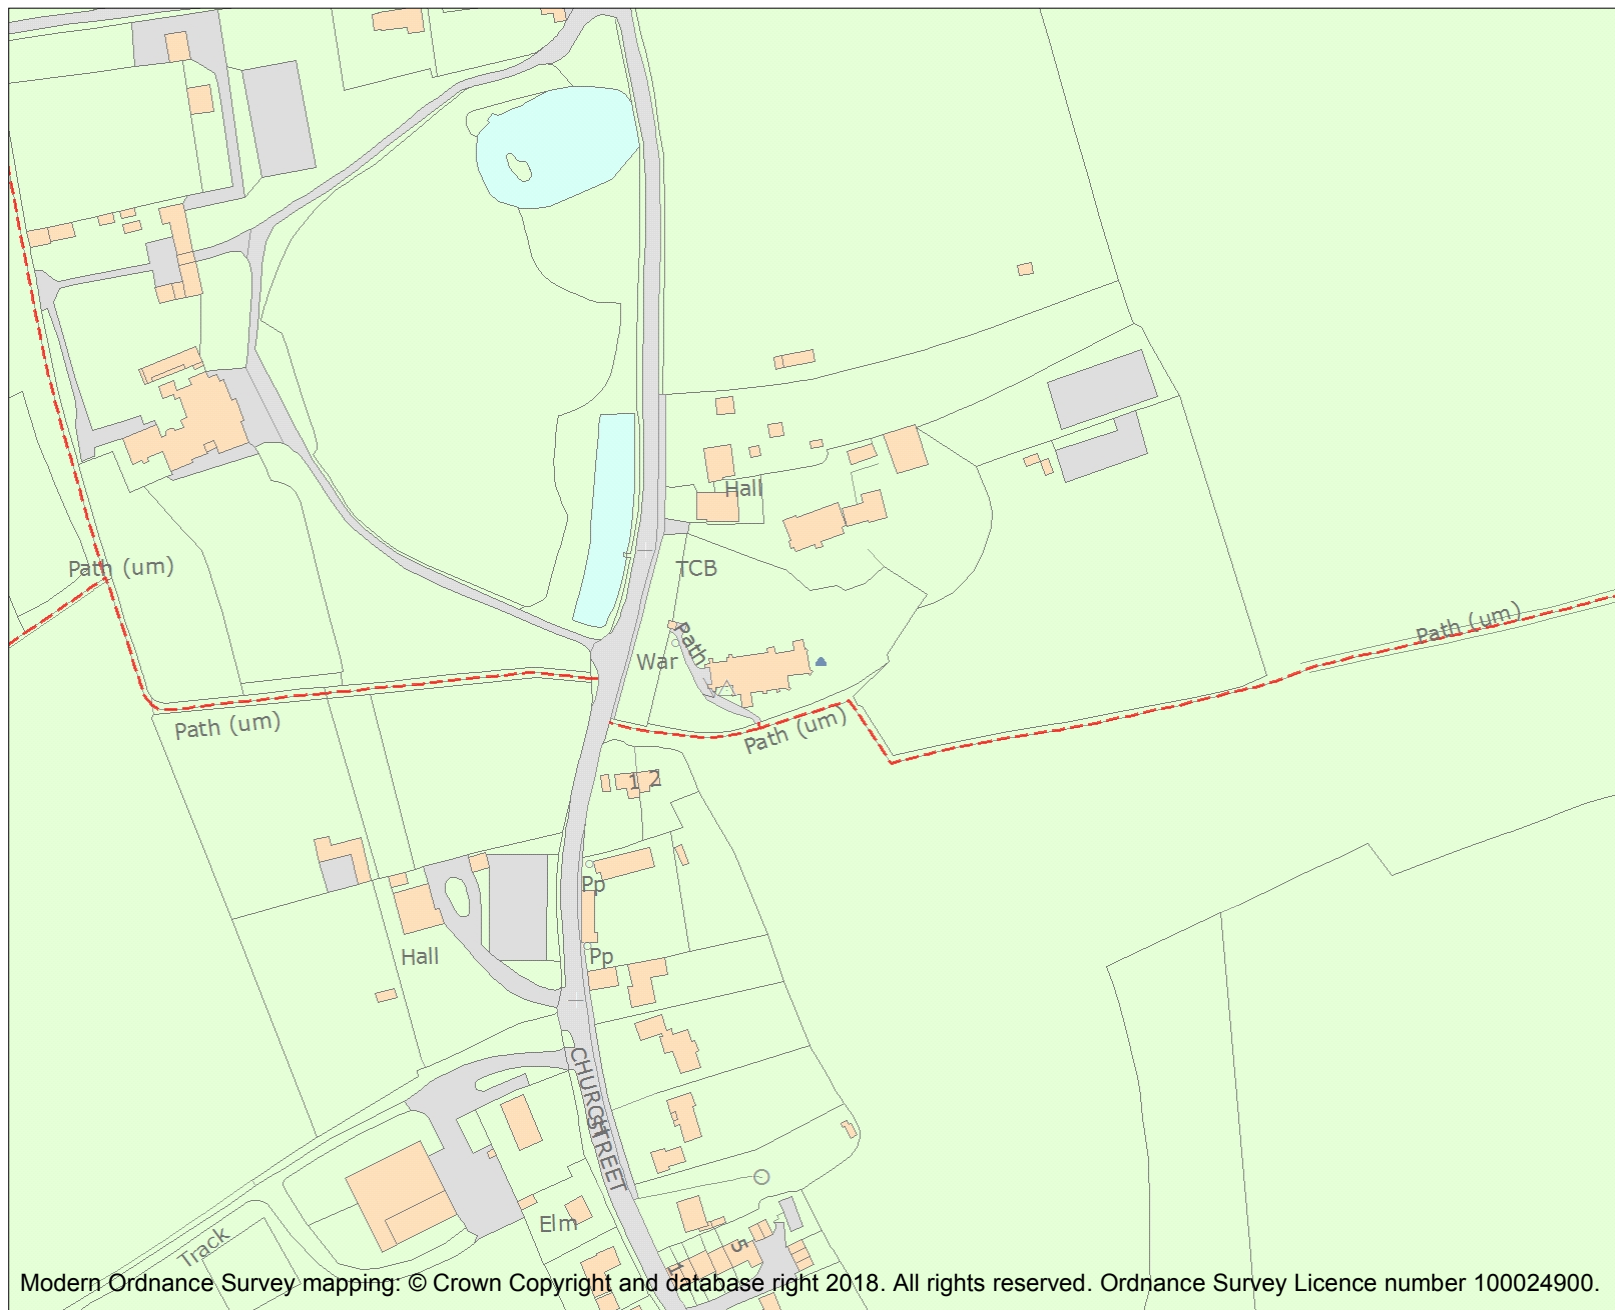 Hall
Path (um)
TCB
Path (um)
Path
War
Path (um)
Path (um)
1 2
Pp
Hall
Pp
CHURCH
STREET
Elm
Track
5
1
Modern Ordnance Survey mapping: © Crown Copyright and database right 2018. All rights reserved. Ordnance Survey Licence number 100024900.